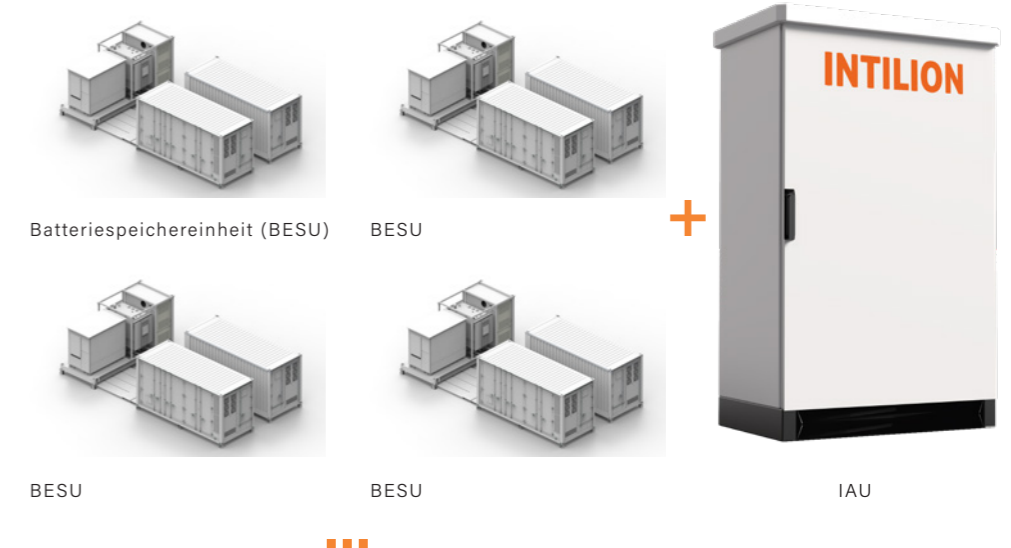 INTILION
Batteriespeichereinheit (BESU)
BESU
BESU
BESU
IAU